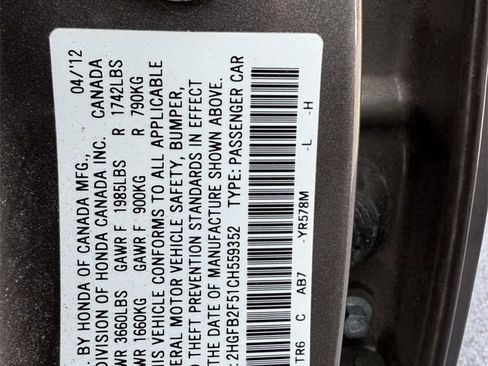 . BY HONDA OF CANADA MFG., 04/'12
DIVISION OF HONDA CANADA INC. CANADA
WR 3660LBS GAWR F 1985LBS R 1742LBS
WR 1660KG GAWR F 900KG R 790KG
HIS VEHICLE CONFORMS TO ALL APPLICABLE
ERAL MOTOR VEHICLE SAFETY, BUMPER,
D THEFT PREVENTION STANDARDS IN EFFECT
THE DATE OF MANUFACTURE SHOWN ABOVE.
: 2HGFB2F51CH559352 TYPE: PASSENGER CAR
TR6 C AB7 -YR578M -L -H